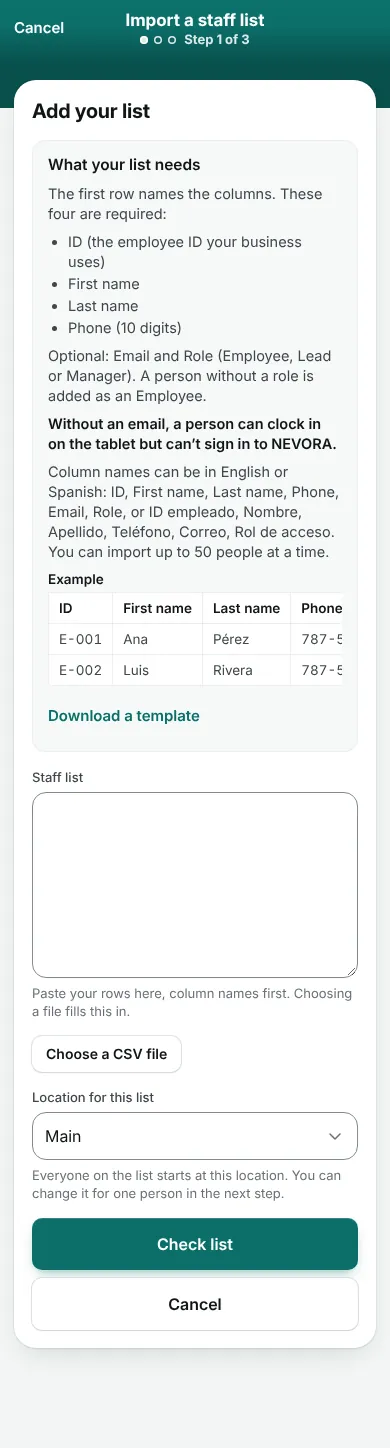 Cancel
Import a staff list
Step 1 of 3
Add your list
What your list needs
The first row names the columns. These
four are required:
• ID (the employee ID your business
uses)
• First name
• Last name
• Phone (10 digits)
Optional: Email and Role (Employee, Lead
or Manager). A person without a role is
added as an Employee.
Without an email, a person can clock in
on the tablet but can’t sign in to NEVORA.
Column names can be in English or
Spanish: ID, First name, Last name, Phone,
Email, Role, or ID empleado, Nombre,
Apellido, Teléfono, Correo, Rol de acceso.
You can import up to 50 people at a time.
Example
ID First name Last name Phone
E-001 Ana Pérez 787-5
E-002 Luis Rivera 787-5
Download a template
Staff list
Paste your rows here, column names first. Choosing
a file fills this in.
Choose a CSV file
Location for this list
Main
Everyone on the list starts at this location. You can
change it for one person in the next step.
Check list
Cancel